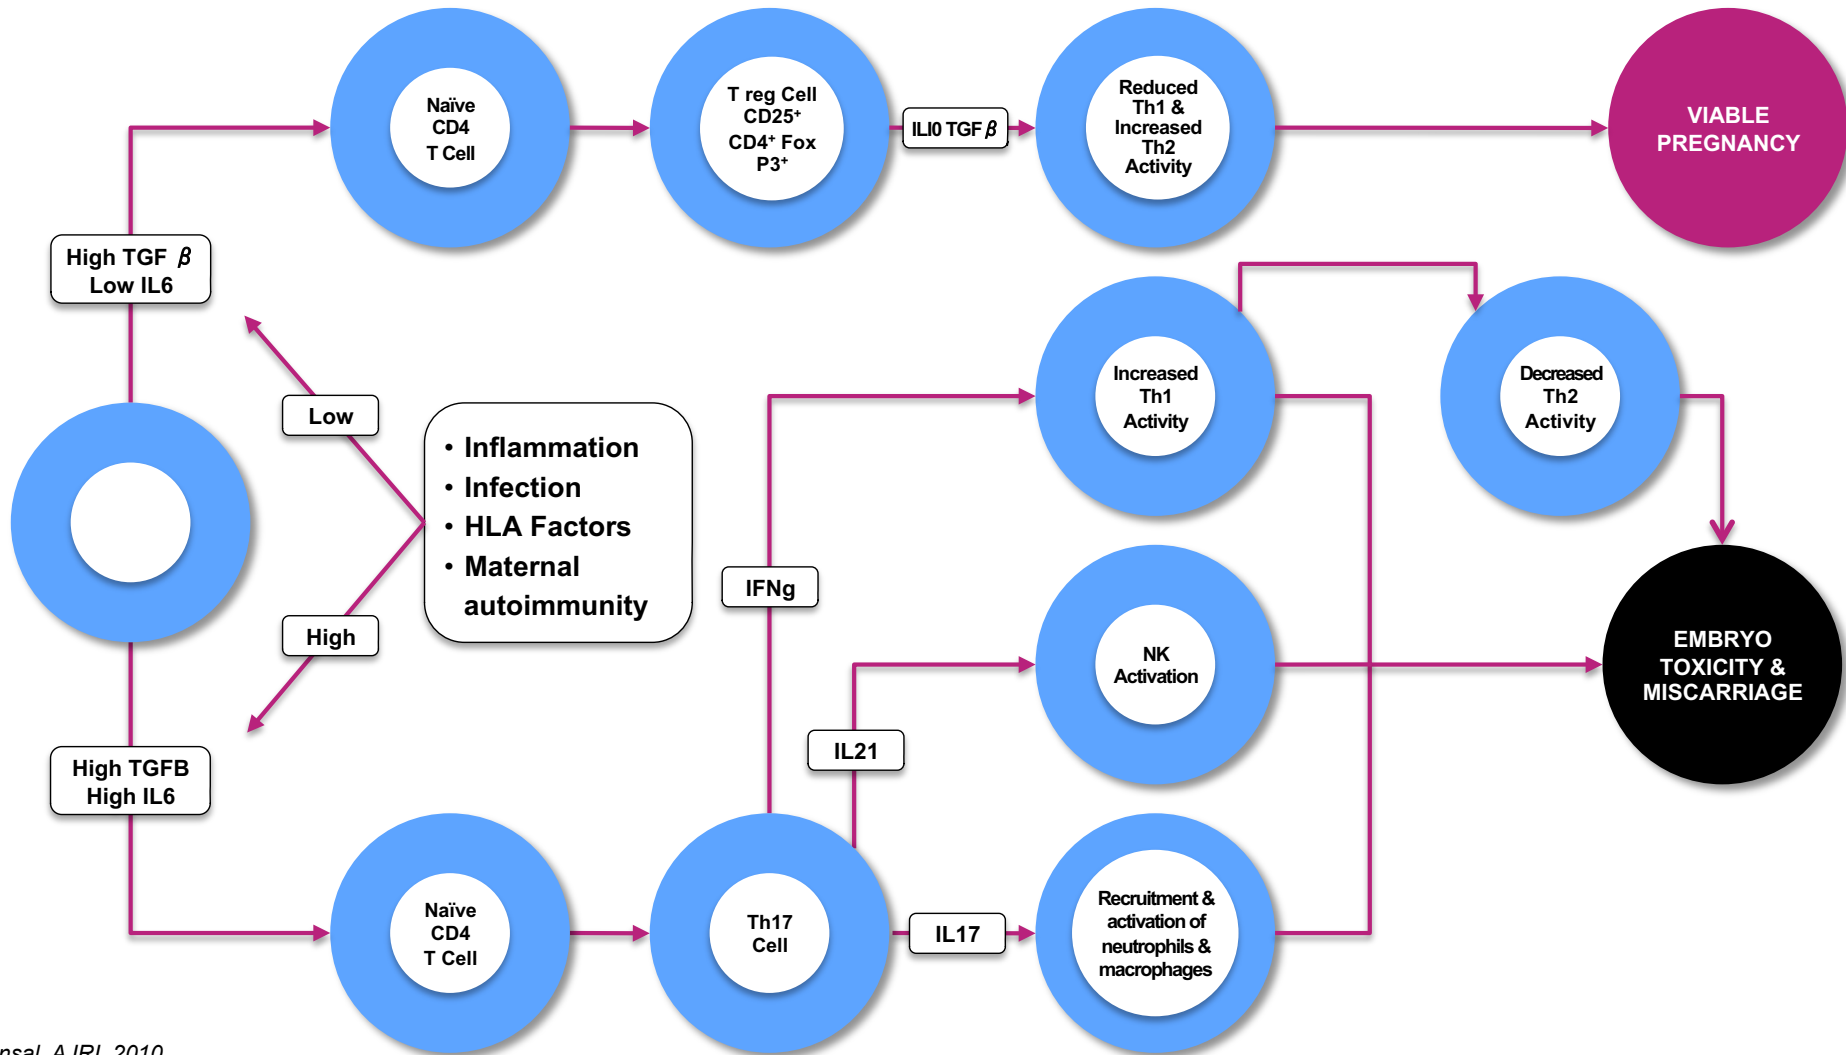 Naïve
CD4
T Cell
T reg Cell
CD25⁺
CD4⁺ Fox
P3⁺
ILI0 TGF β
Reduced
Th1 &
Increased
Th2
Activity
VIABLE
PREGNANCY
High TGF β
Low IL6
Low
• Inflammation
• Infection
• HLA Factors
• Maternal
autoimmunity
High
High TGFB
High IL6
Increased
Th1
Activity
Decreased
Th2
Activity
IFNg
NK
Activation
IL21
EMBRYO
TOXICITY &
MISCARRIAGE
Naïve
CD4
T Cell
Th17
Cell
IL17
Recruitment &
activation of
neutrophils &
macrophages
2010